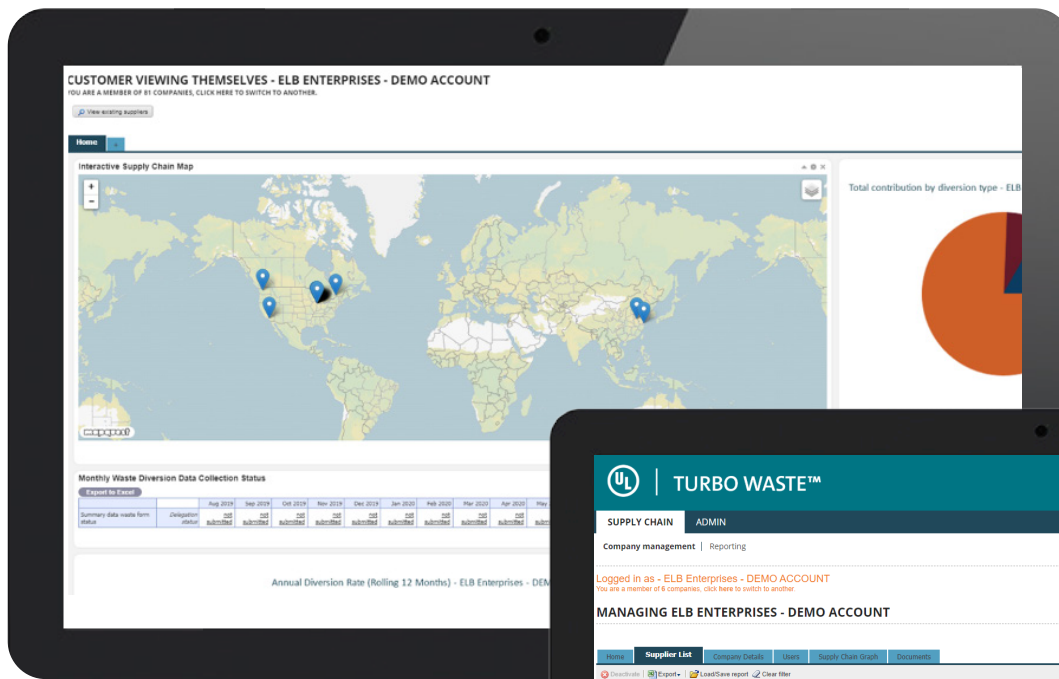 CUSTOMER VIEWING THEMSELVES - ELB ENTERPRISES - DEMO ACCOUNT
YOU ARE A MEMBER OF 81 COMPANIES, CLICK HERE TO SWITCH TO ANOTHER.
View existing suppliers
Home
Interactive Supply Chain Map
+
−
Total contribution by diversion type - ELB
Monthly Waste Diversion Data Collection Status
Export to Excel
Aug 2019 Sep 2019 Oct 2019 Nov 2019 Dec 2019 Jan 2020 Feb 2020 Mar 2020 Apr 2020 May
Summary data waste form status Delegation status not submitted not submitted not submitted not submitted not submitted not submitted not submitted not submitted not submitted
Annual Diversion Rate (Rolling 12 Months) - ELB Enterprises - DEM
UL | TURBO WASTE™
SUPPLY CHAIN ADMIN
Company management | Reporting
Logged in as - ELB Enterprises - DEMO ACCOUNT
You are a member of 6 companies, click here to switch to another.
MANAGING ELB ENTERPRISES - DEMO ACCOUNT
Home Supplier List Company Details Users Supply Chain Graph Documents
Deactivate | Export | Load/Save report Clear filter